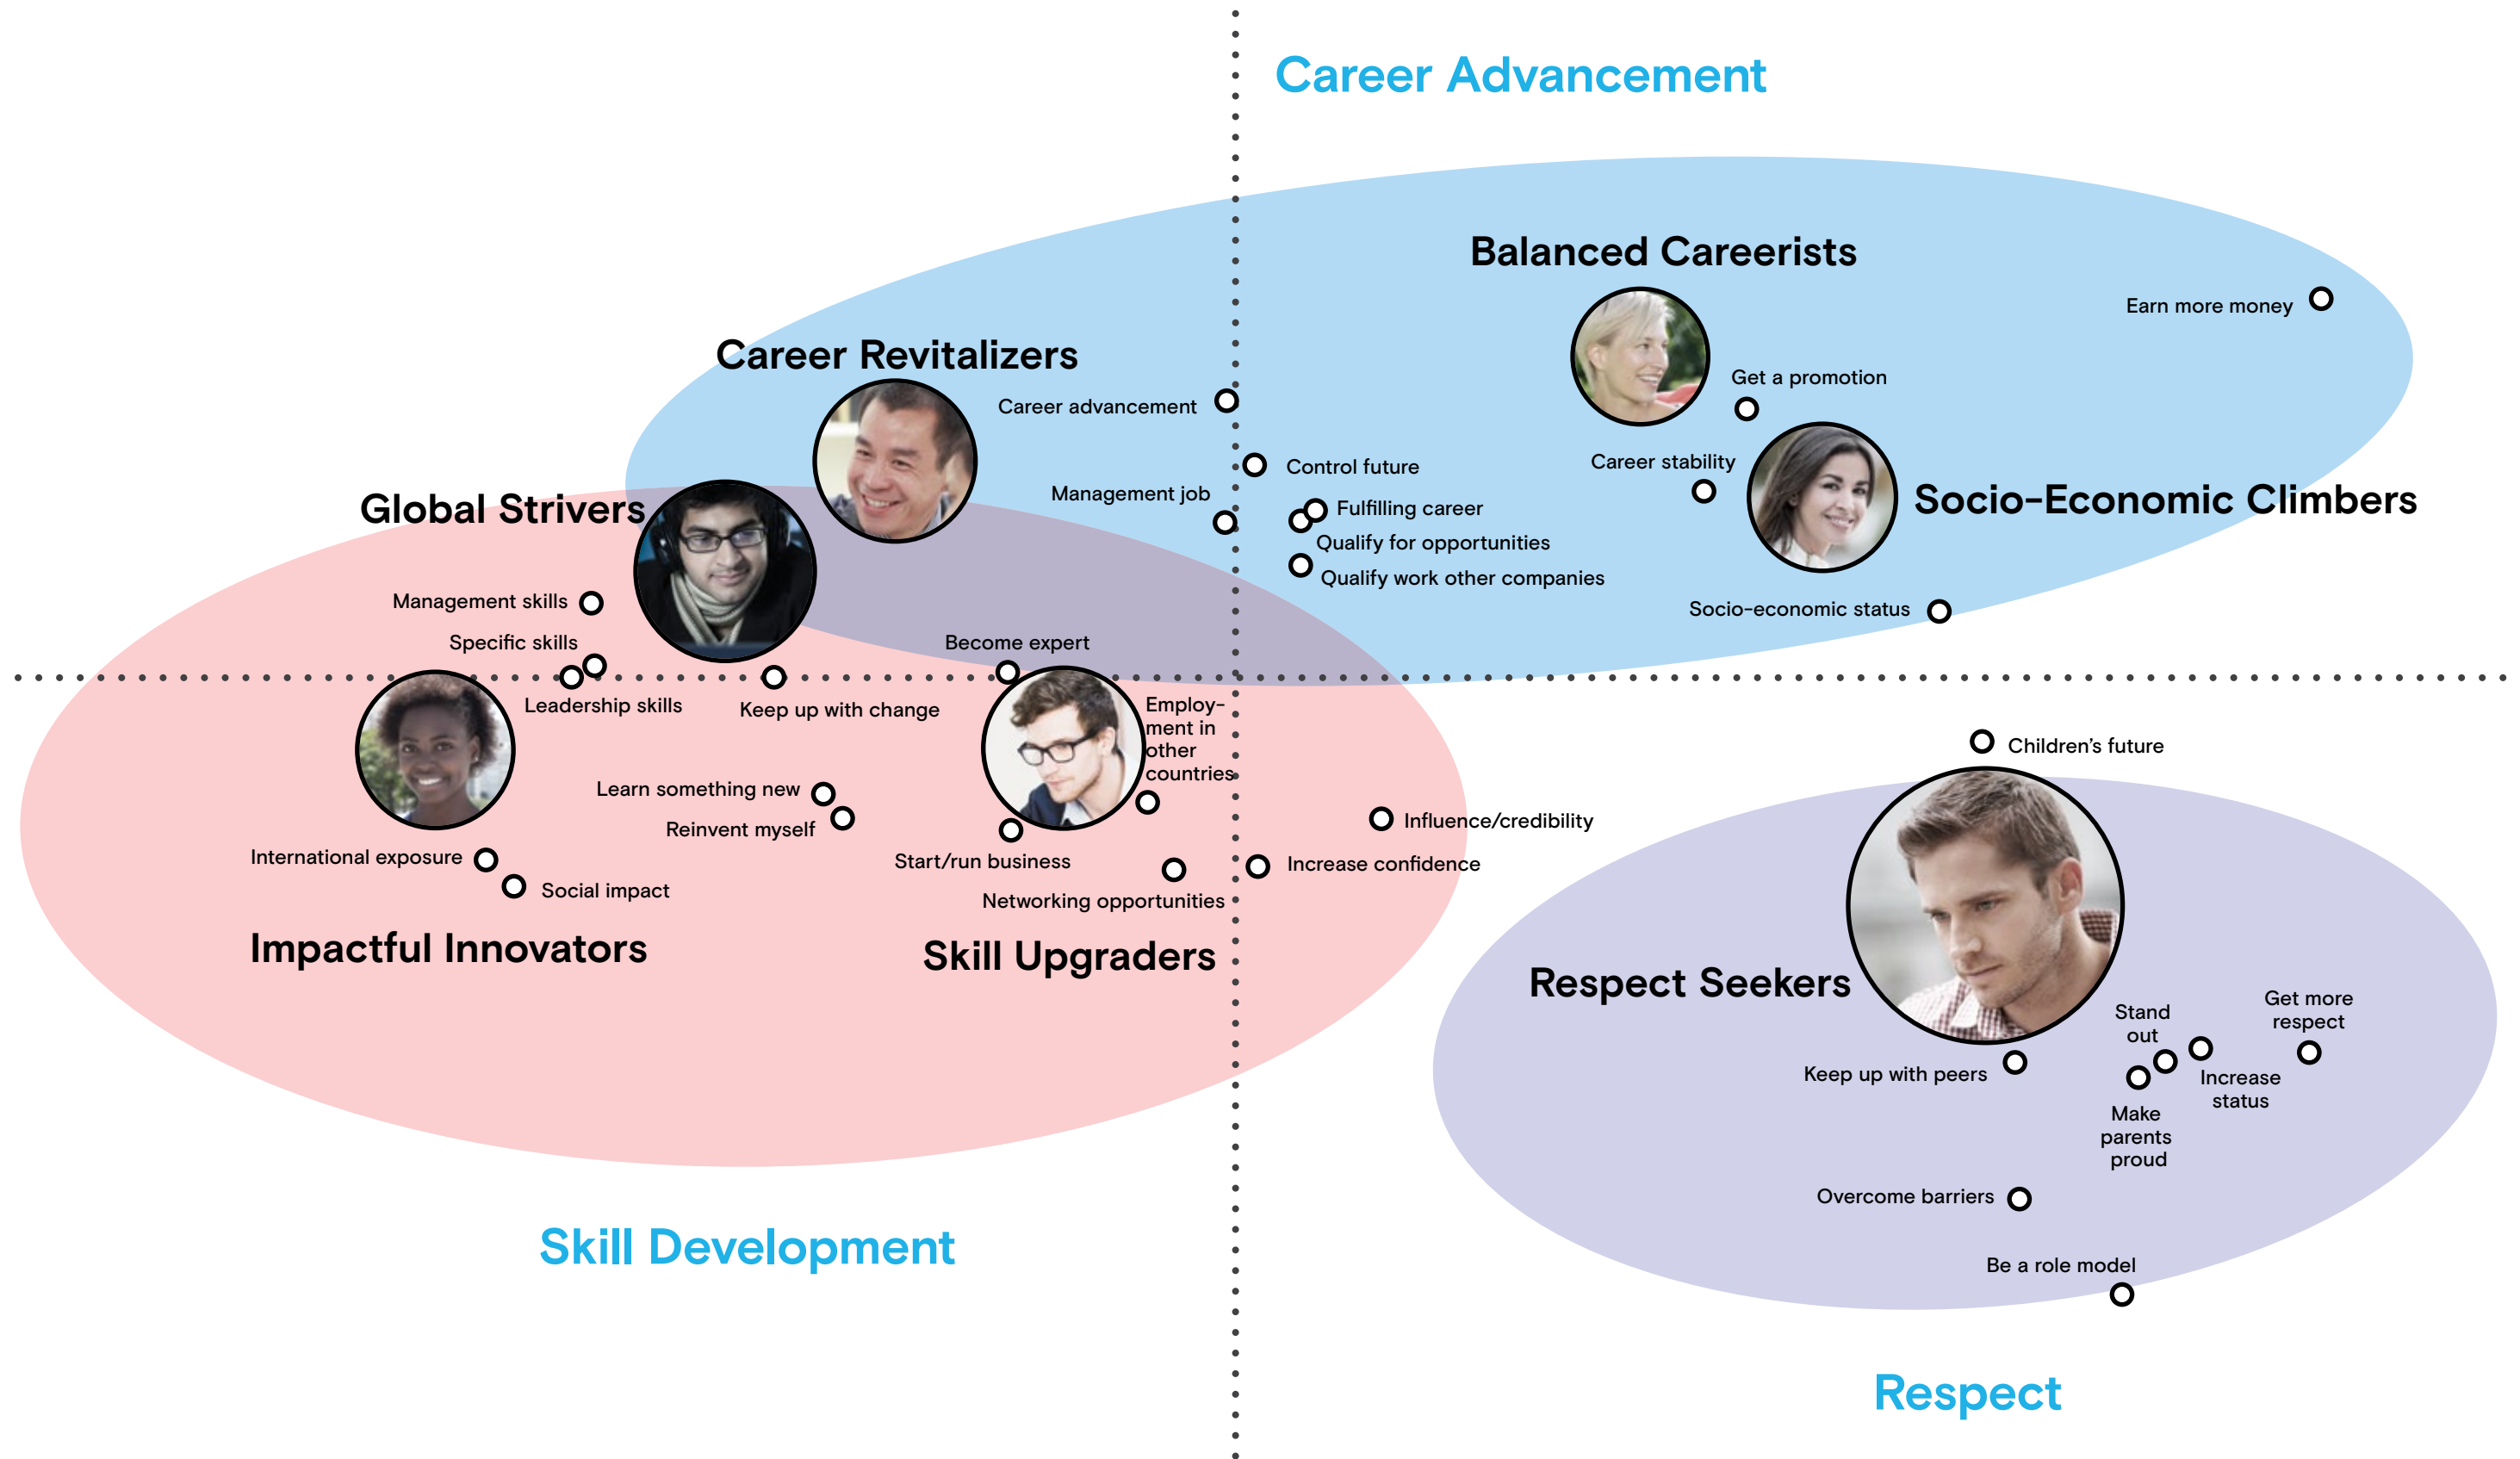 Career Advancement
Balanced Careerists
Earn more money
Career Revitalizers
Get a promotion
Career advancement
Control future
Career stability
Management job
Global Strivers
Fulfilling career
Socio-Economic Climbers
Qualify for opportunities
Qualify work other companies
Management skills
Socio-economic status
Specific skills
Become expert
Leadership skills
Keep up with change
Employ-
ment in
other
countries
Children’s future
Learn something new
Reinvent myself
Influence/credibility
International exposure
Start/run business
Increase confidence
Social impact
Networking opportunities
Impactful Innovators
Skill Upgraders
Respect Seekers
Get more
respect
Stand
out
Keep up with peers
Increase
status
Make
parents
proud
Overcome barriers
Skill Development
Be a role model
Respect